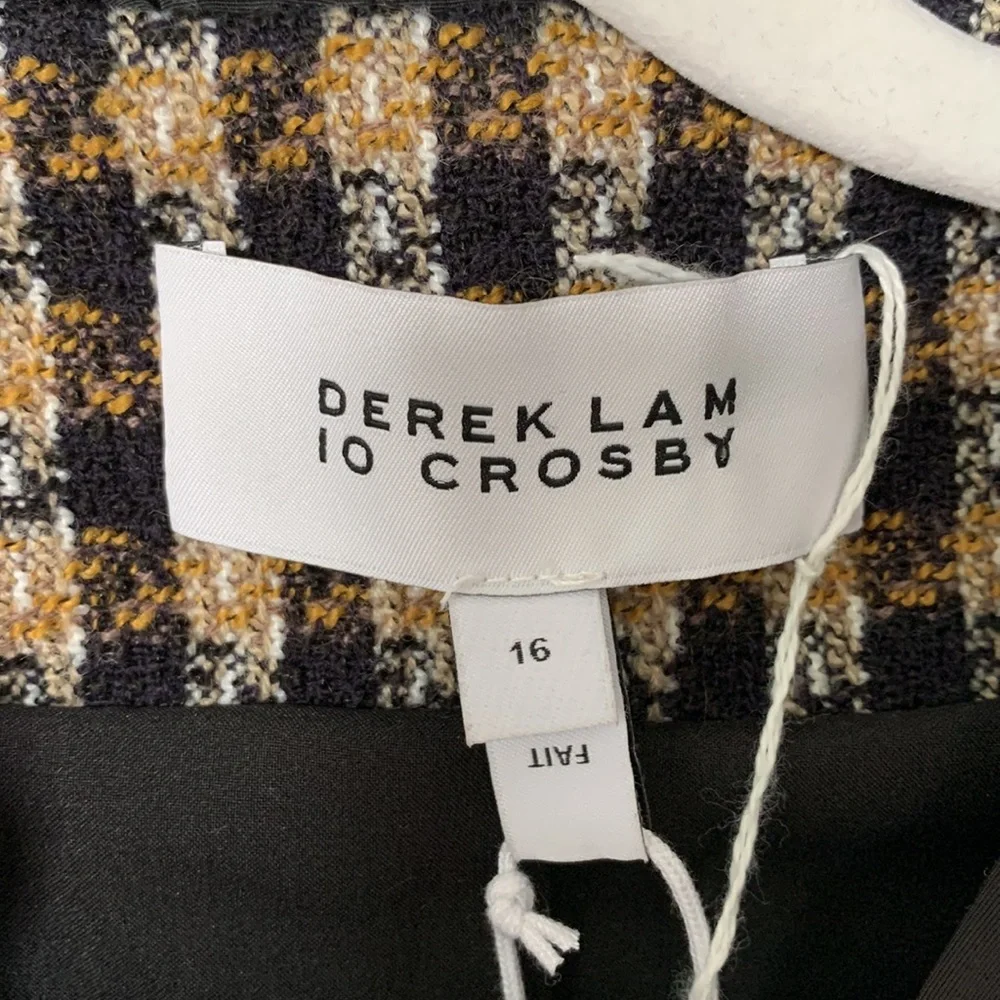 DEREK LAM
10 CROSBY
16
FAIT